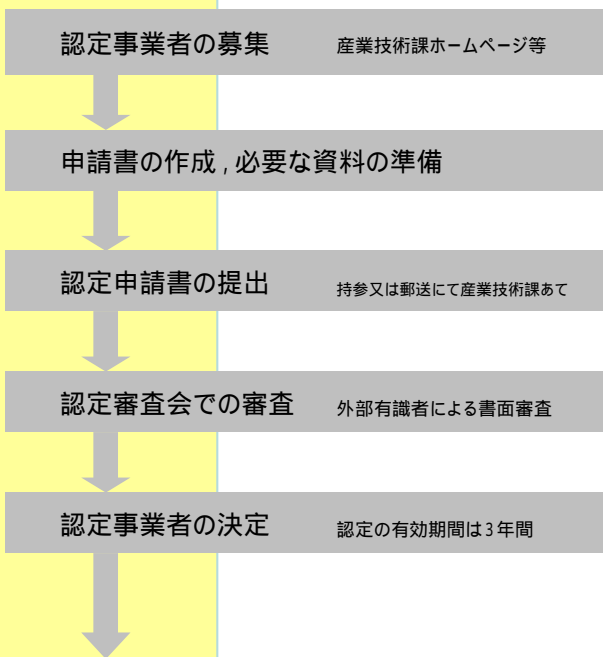 認定事業者の募集 産業技術課ホームページ等
申請書の作成,必要な資料の準備
認定申請書の提出 持参又は郵送にて産業技術課あて
認定審査会での審査 外部有識者による書面審査
認定事業者の決定 認定の有効期間は3年間